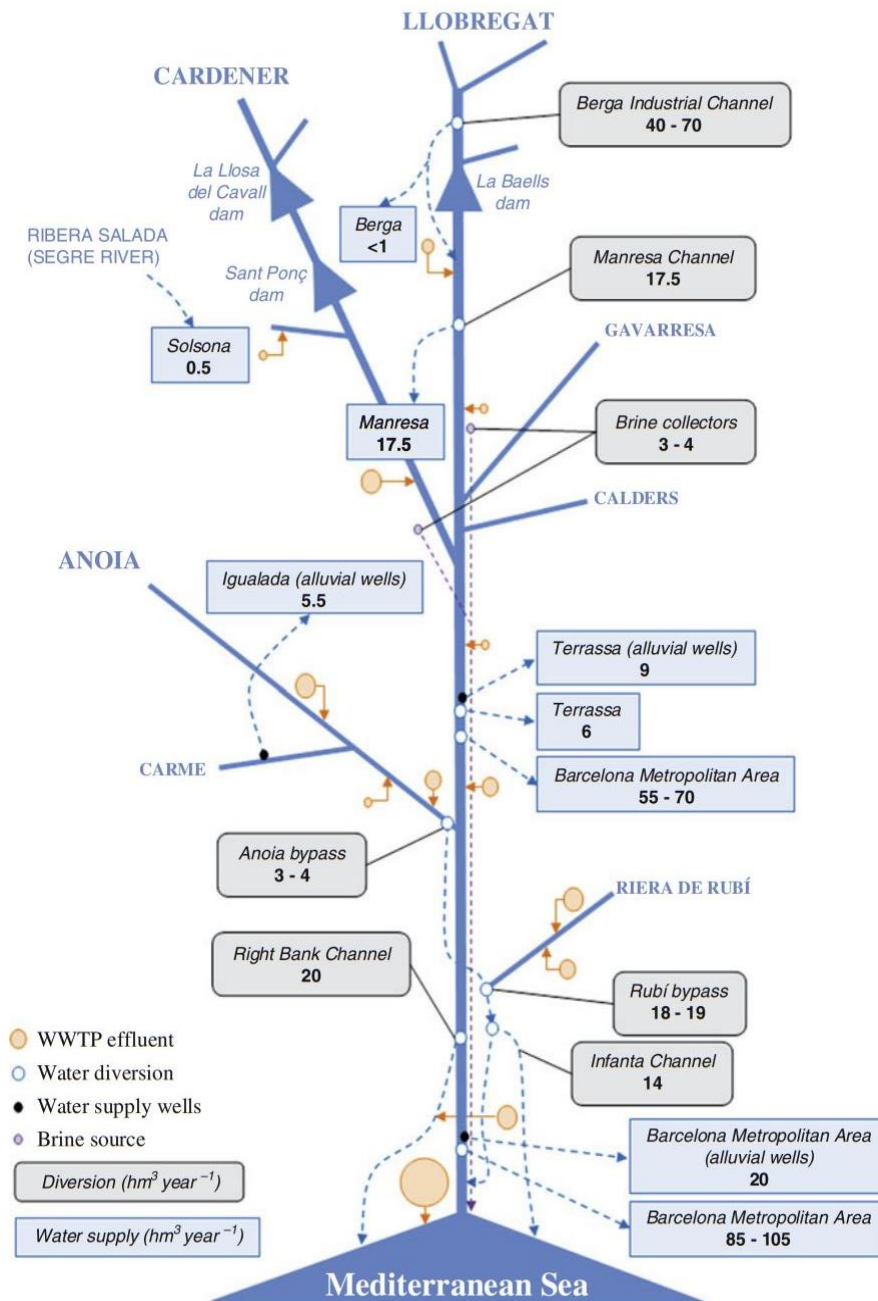 LLOBREGAT
CARDENER
Berga Industrial Channel
40 - 70
La Llosa
del Cavall
dam
La Baells
dam
Berga
<1
RIBERA SALADA
(SEGRE RIVER)
Manresa Channel
17.5
Sant Ponç
dam
GAVARRESA
Solsona
0.5
Manresa
17.5
Brine collectors
3 - 4
CALDERS
ANOIA
Igualada (alluvial wells)
5.5
Terrassa (alluvial wells)
9
Terrassa
6
CARME
Barcelona Metropolitan Area
55 - 70
Anoia bypass
3 - 4
RIERA DE RUBÍ
Right Bank Channel
20
Rubí bypass
18 - 19
Infanta Channel
14
WWTP effluent
Water diversion
Water supply wells
Brine source
Diversion (hm³ year⁻¹)
Water supply (hm³ year⁻¹)
Barcelona Metropolitan Area
(alluvial wells)
20
Barcelona Metropolitan Area
85 - 105
Mediterranean Sea